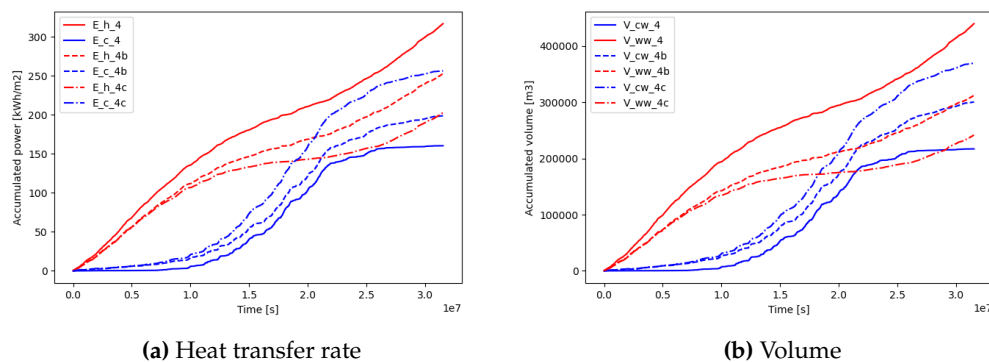 E_h_4
E_c_4
E_h_4b
E_c_4b
E_h_4c
E_c_4c
Accumulated power [kWh/m2]
300
250
200
150
100
50
0
0.0 0.5 1.0 1.5 2.0 2.5 3.0
1e7
Time [s]
(a) Heat transfer rate
V_cw_4
V_ww_4
V_cw_4b
V_ww_4b
V_cw_4c
V_ww_4c
Accumulated volume [m3]
400000
300000
200000
100000
0
0.0 0.5 1.0 1.5 2.0 2.5 3.0
1e7
Time [s]
(b) Volume